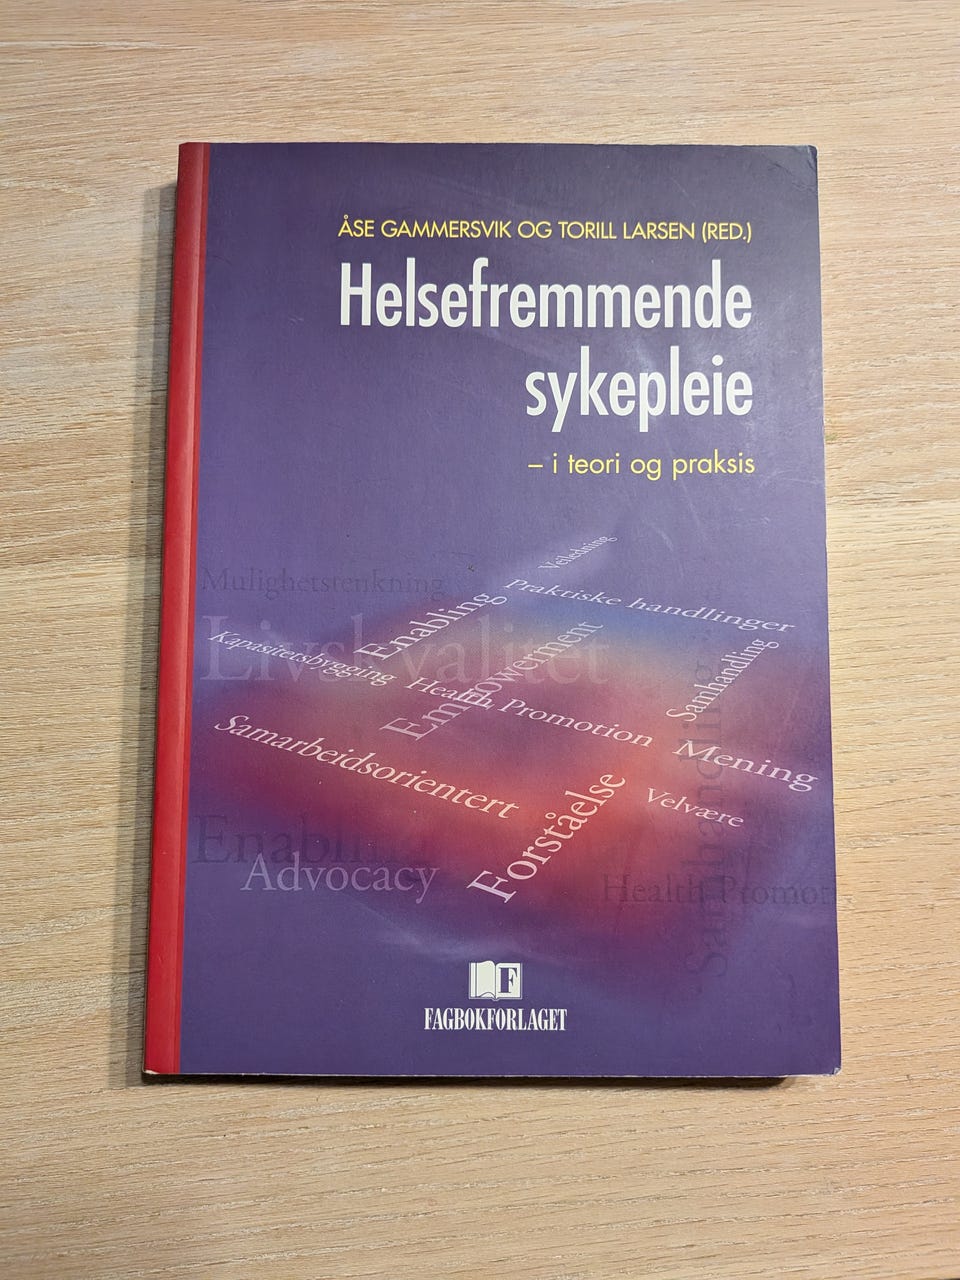 ÅSE GAMMERSVIK OG TORILL LARSEN (RED.)
Helsefremmende
sykepleie
– i teori og praksis
Veiledning
Mulighetstenkning
Praktiske handlinger
Enabling
Livskvalitet
Kapasitetsbygging
Empowerment
Samhandling
Health Promotion
Mening
Samarbeidsorientert
Velvære
Forståelse
Enabling
Advocacy
Health Promot
Samhandling
F
FAGBOKFORLAGET